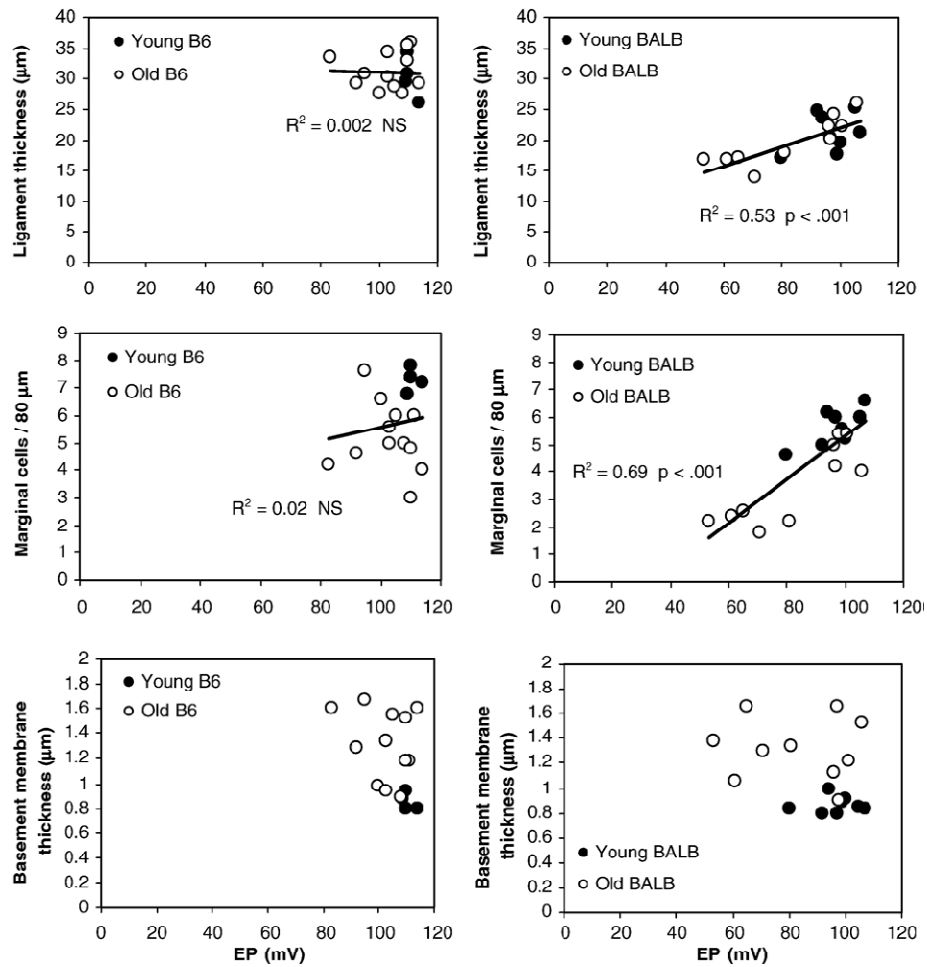 40
35
30
25
20
15
10
5
0
Ligament thickness (μm)
Young B6
Old B6
R² = 0.002 NS
0 20 40 60 80 100 120
40
35
30
25
20
15
10
5
0
Ligament thickness (μm)
Young BALB
Old BALB
R² = 0.53 p < .001
0 20 40 60 80 100 120
9
8
7
6
5
4
3
2
1
0
Marginal cells / 80 μm
Young B6
Old B6
R² = 0.02 NS
0 20 40 60 80 100 120
9
8
7
6
5
4
3
2
1
0
Marginal cells / 80 μm
Young BALB
Old BALB
R² = 0.69 p < .001
0 20 40 60 80 100 120
2
1.8
1.6
1.4
1.2
1
0.8
0.6
0.4
0.2
0
Basement membrane
thickness (μm)
Young B6
Old B6
0 20 40 60 80 100 120
EP (mV)
2
1.8
1.6
1.4
1.2
1
0.8
0.6
0.4
0.2
0
Basement membrane
thickness (μm)
Young BALB
Old BALB
0 20 40 60 80 100 120
EP (mV)